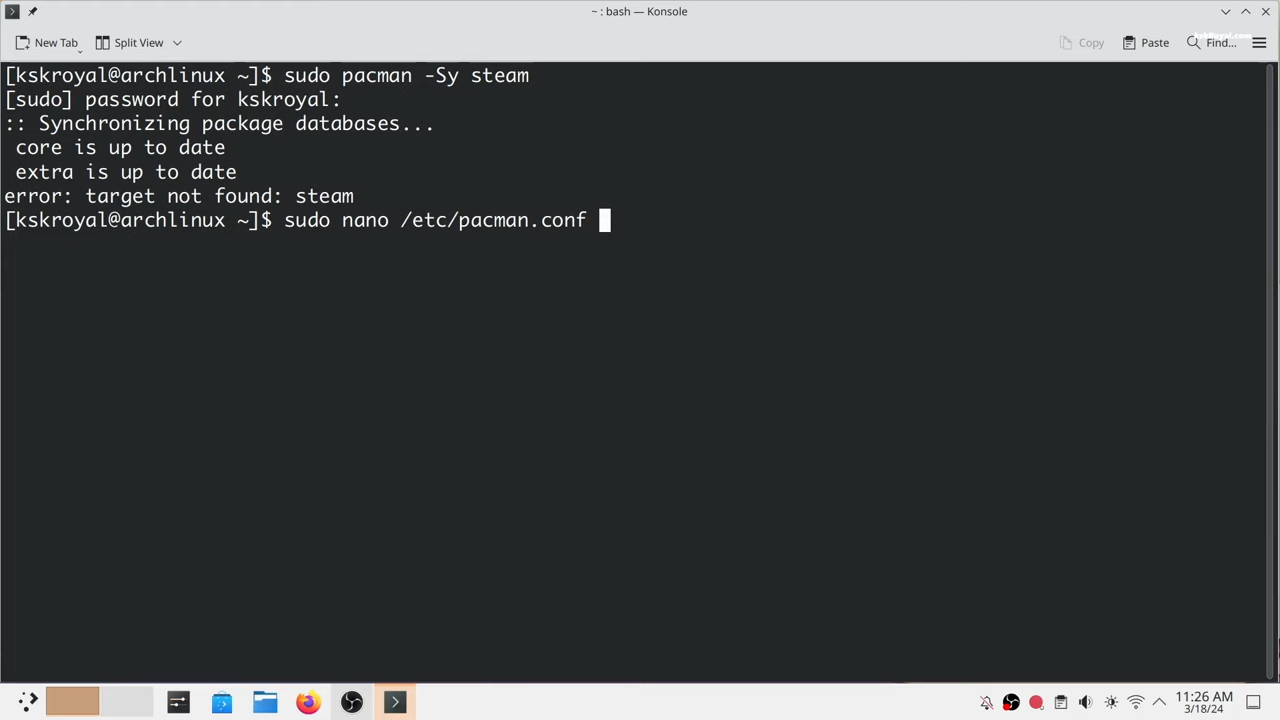 ~ : bash — Konsole
New Tab
Split View
Copy
Paste
Find...
kskRoyal.com
[kskroyal@archlinux ~]$ sudo pacman -Sy steam
[sudo] password for kskroyal:
:: Synchronizing package databases...
core is up to date
extra is up to date
error: target not found: steam
[kskroyal@archlinux ~]$ sudo nano /etc/pacman.conf
11:26 AM
3/18/24